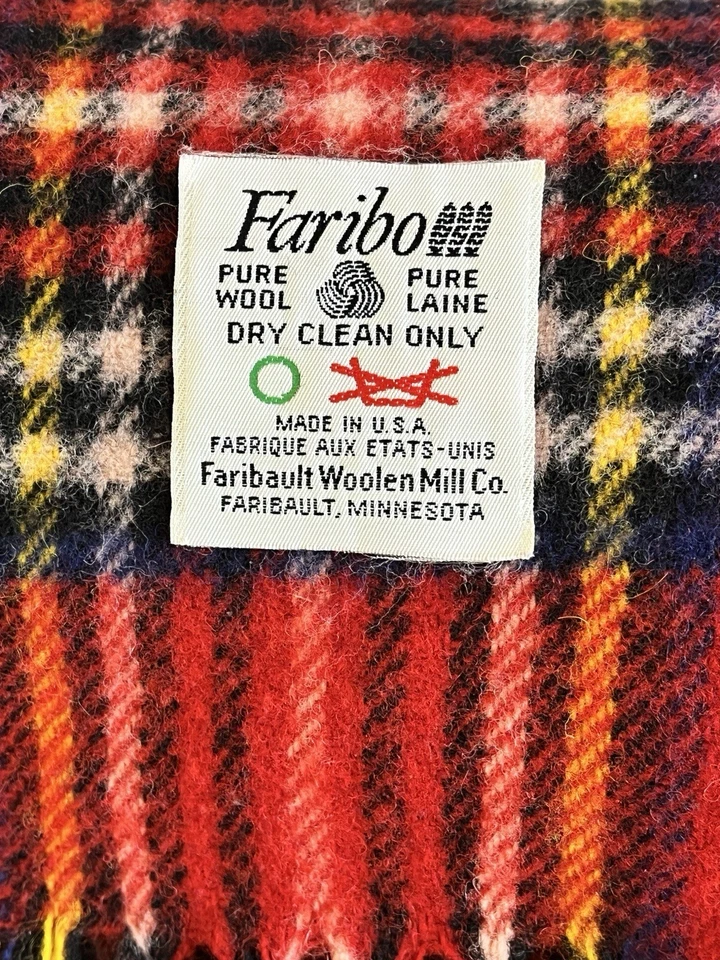 Faribo
PURE WOOL PURE LAINE
DRY CLEAN ONLY
MADE IN U.S.A.
FABRIQUE AUX ETATS-UNIS
Faribault Woolen Mill Co.
FARIBAULT, MINNESOTA